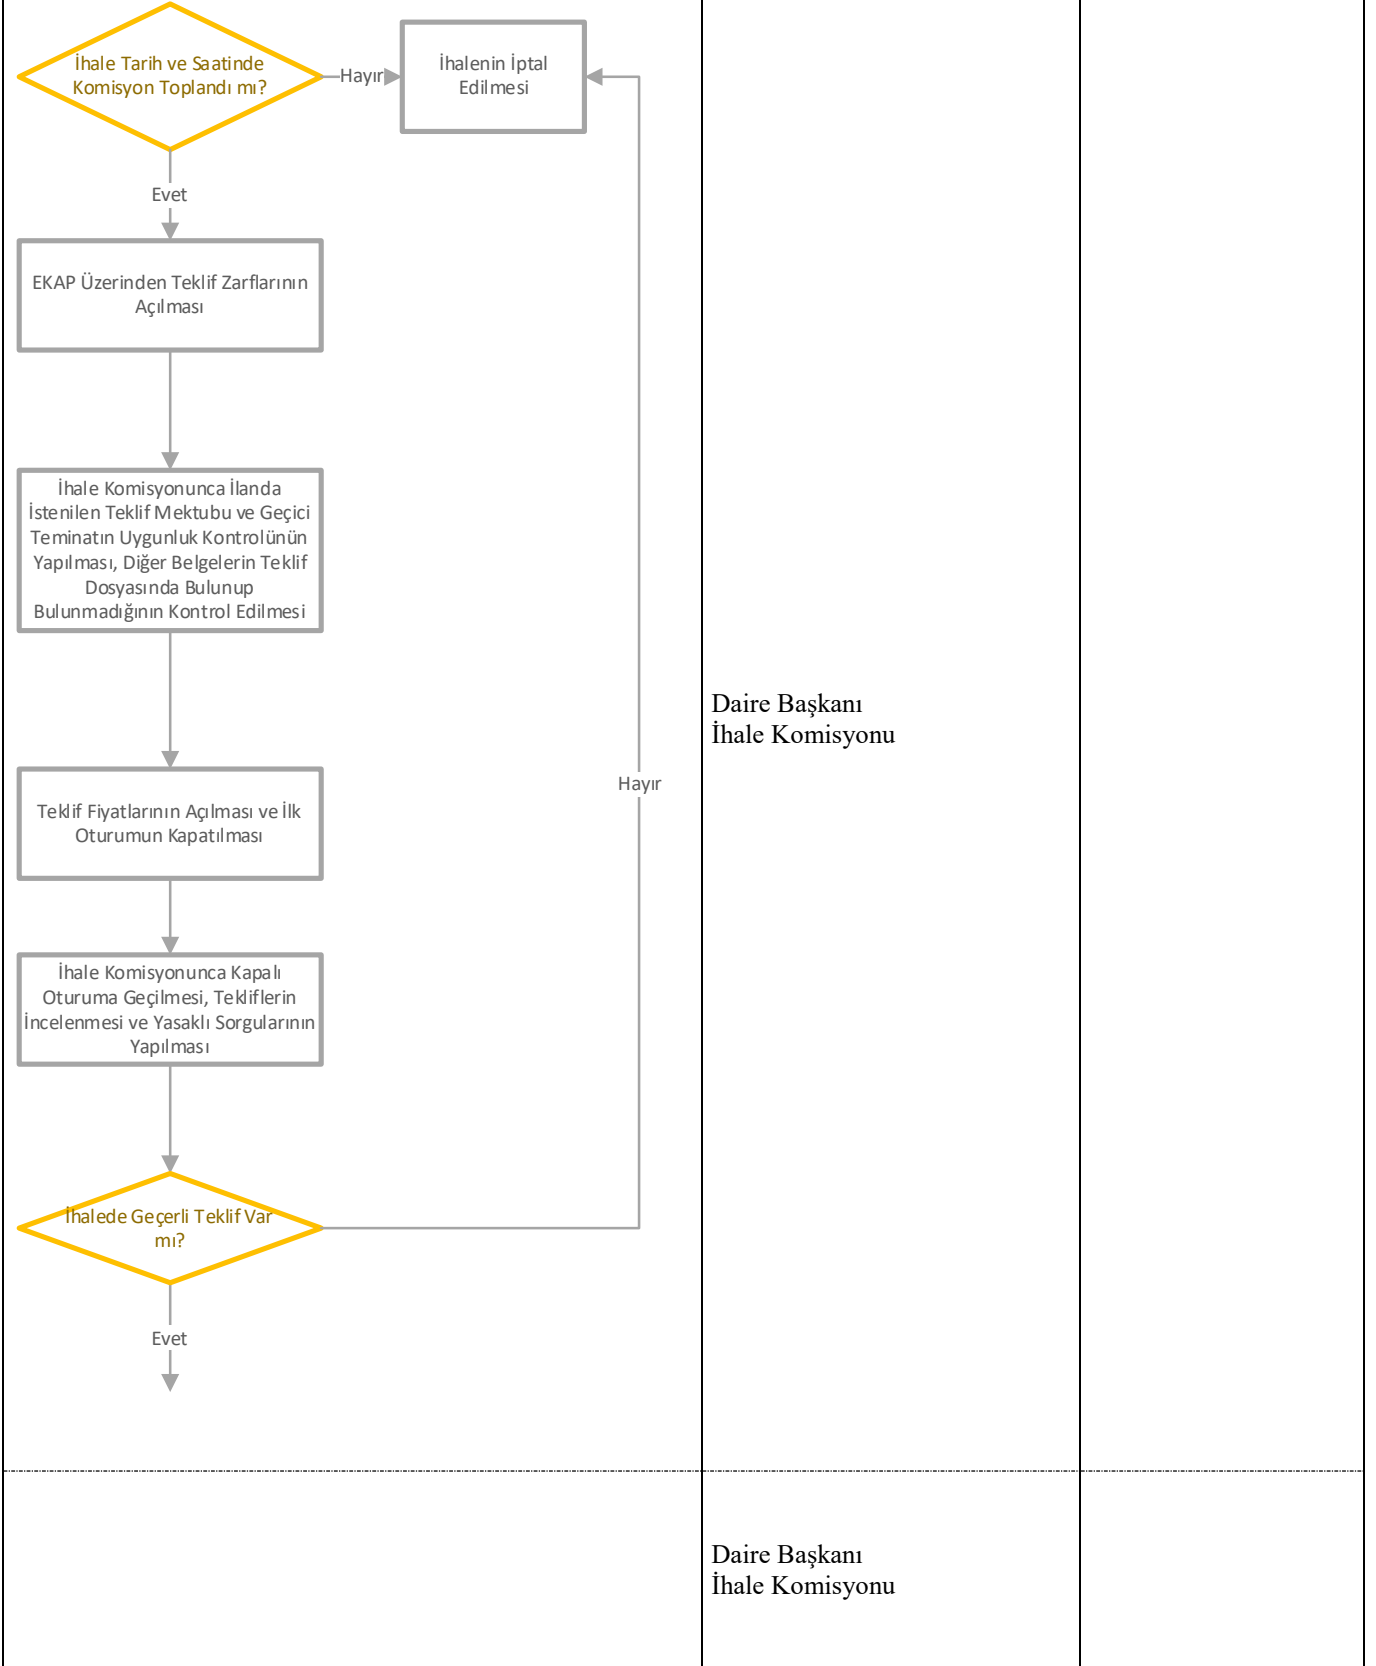 İhale Tarih ve Saatinde
Komisyon Toplandı mı?
Hayır
İhalenin İptal
Edilmesi
Evet
EKAP Üzerinden Teklif Zarflarının
Açılması
İhale Komisyonunca İlanda
İstenilen Teklif Mektubu ve Geçici
Teminatın Uygunluk Kontrolünün
Yapılması, Diğer Belgelerin Teklif
Dosyasında Bulunup
Bulunmadığının Kontrol Edilmesi
Daire Başkanı
İhale Komisyonu
Hayır
Teklif Fiyatlarının Açılması ve İlk
Oturumun Kapatılması
İhale Komisyonunca Kapalı
Oturuma Geçilmesi, Tekliflerin
İncelenmesi ve Yasaklı Sorgularının
Yapılması
İhalede Geçerli Teklif Var
mı?
Evet
Daire Başkanı
İhale Komisyonu